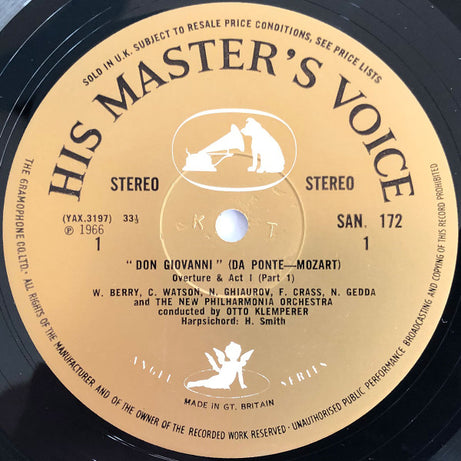 SOLD IN U.K. SUBJECT TO RESALE PRICE CONDITIONS, SEE PRICE LISTS
HIS MASTER'S VOICE
STEREO STEREO
(YAX.3197) 33⅓ SAN. 172
℗ 1966
1 1
K T
"DON GIOVANNI" (DA PONTE—MOZART)
Overture & Act I (Part 1)
W. BERRY, C. WATSON, N. GHIAUROV, F. CRASS, N. GEDDA
and THE NEW PHILHARMONIA ORCHESTRA
conducted by OTTO KLEMPERER
Harpsichord: H. Smith
ANGEL SERIES
MADE IN GT. BRITAIN
THE GRAMOPHONE CO. LTD. · ALL RIGHTS OF THE MANUFACTURER AND OF THE OWNER OF THE RECORDED WORK RESERVED · UNAUTHORISED PUBLIC PERFORMANCE BROADCASTING AND COPYING OF THIS RECORD PROHIBITED